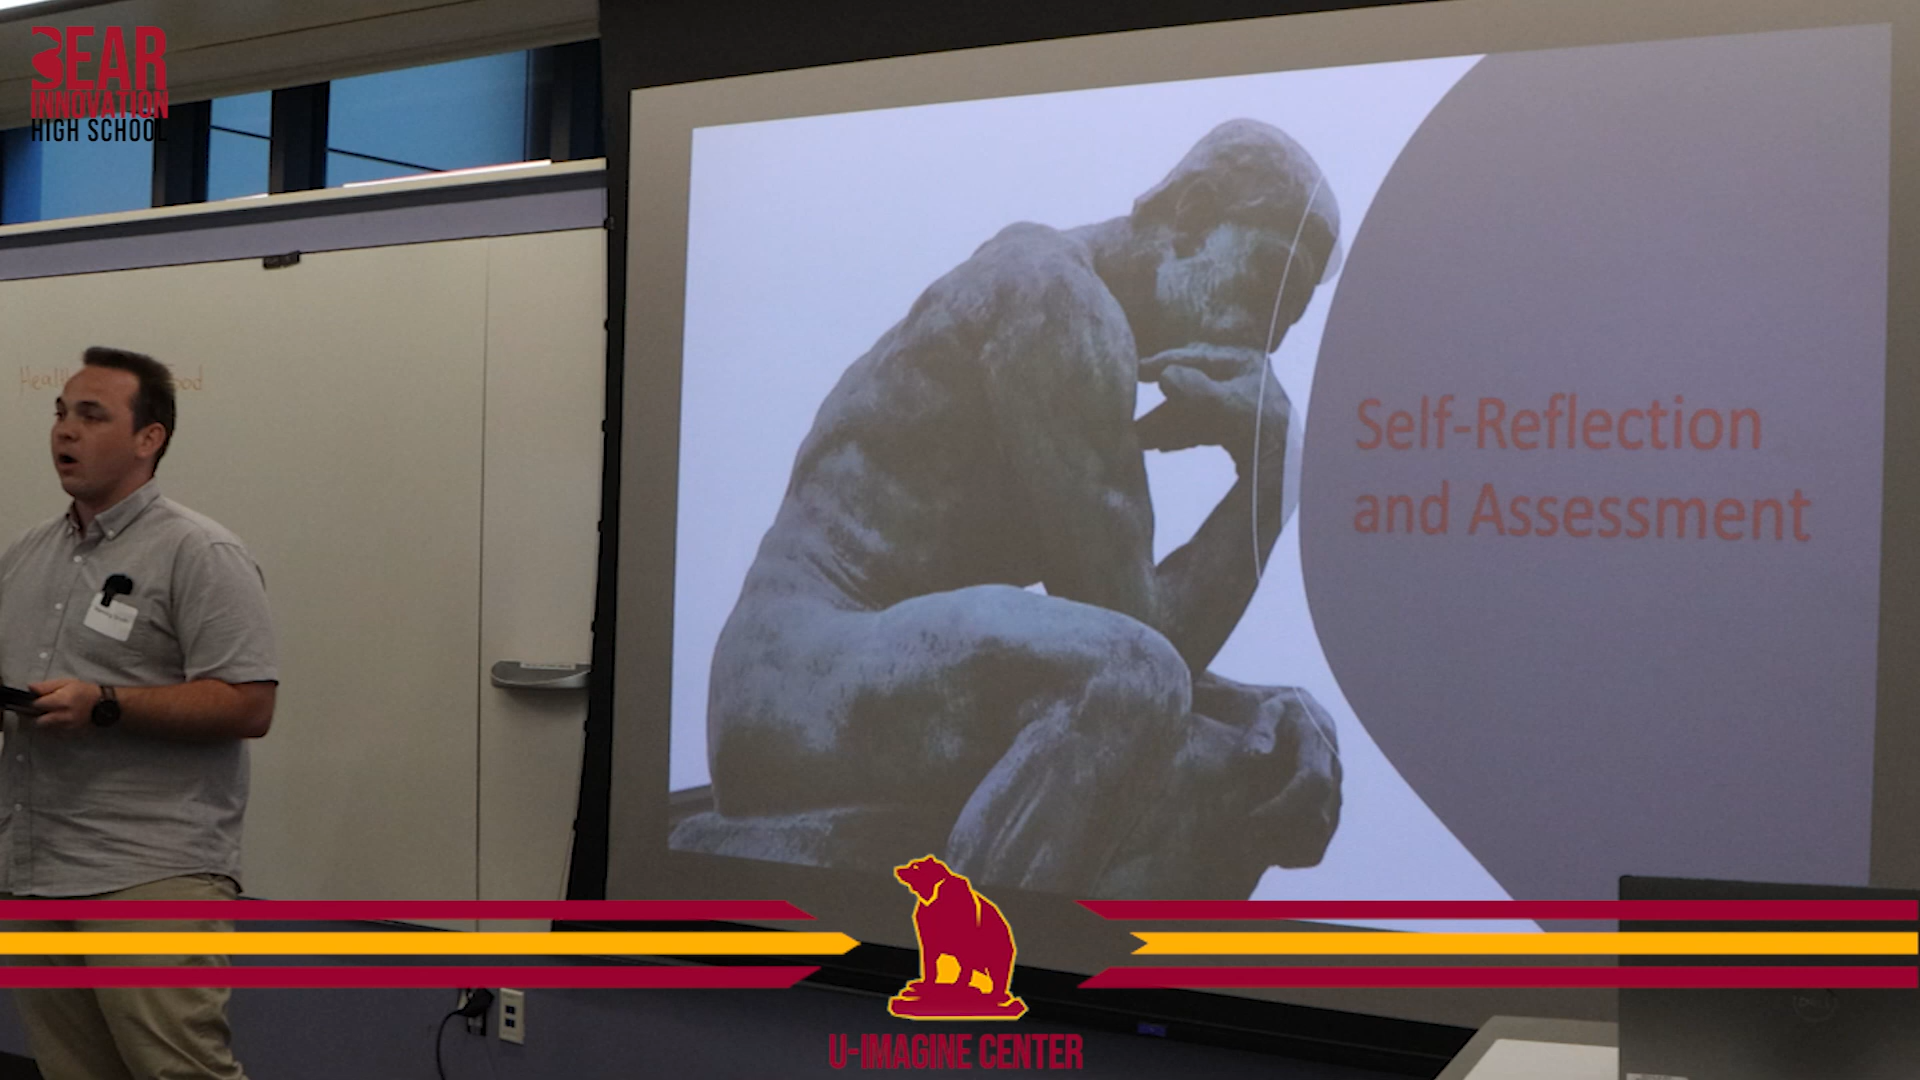 BEAR
INNOVATION
HIGH SCHOOL
Self-Reflection
and Assessment
U-IMAGINE CENTER